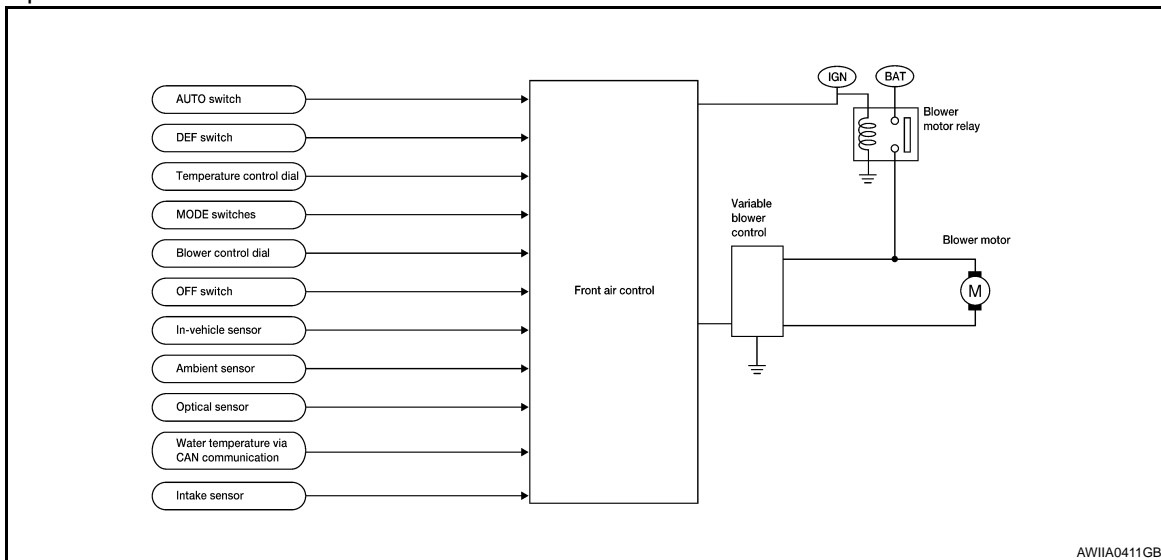 AUTO switch
DEF switch
Temperature control dial
MODE switches
Blower control dial
OFF switch
In-vehicle sensor
Ambient sensor
Optical sensor
Water temperature via
CAN communication
Intake sensor
Front air control
IGN
BAT
Blower
motor relay
Variable
blower
control
Blower motor
M
AWIIA0411GB